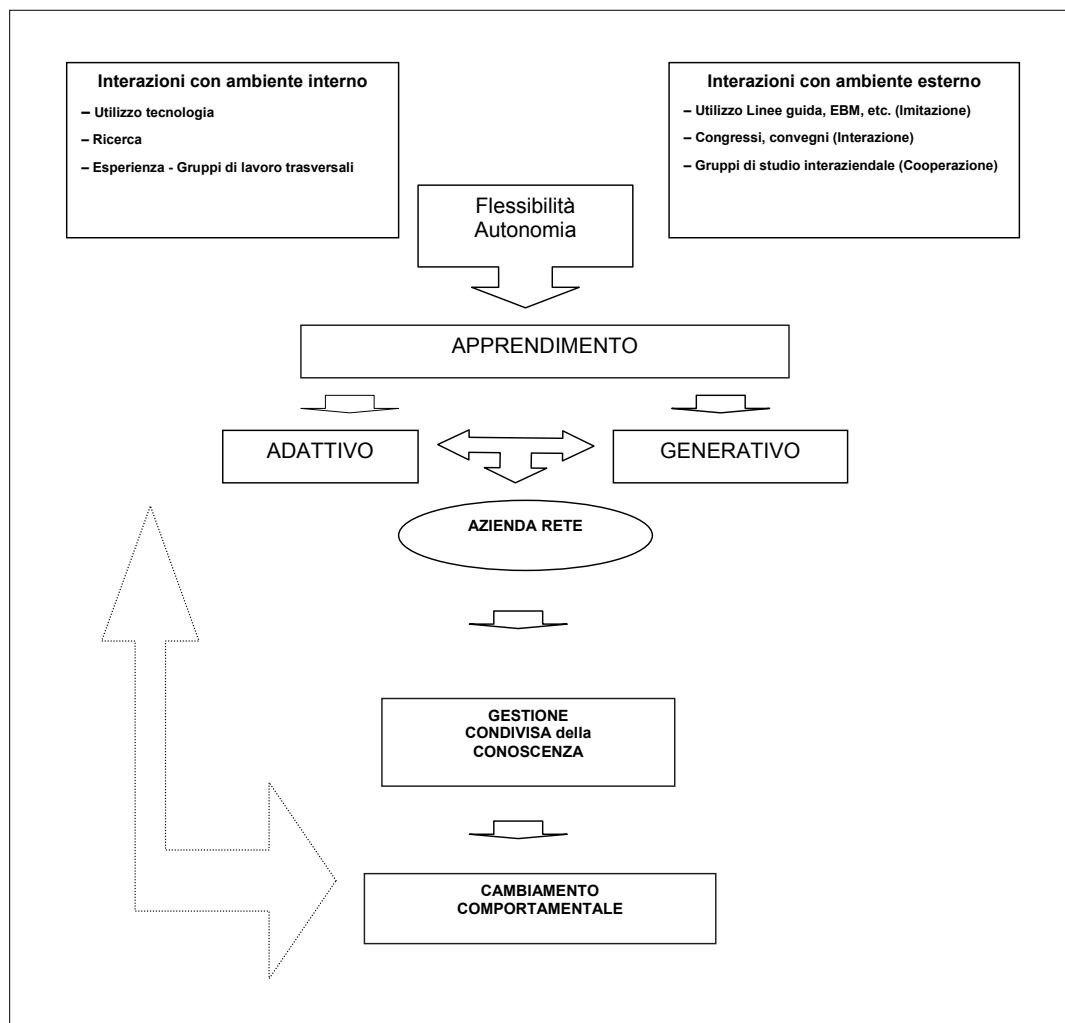 Interazioni con ambiente interno
– Utilizzo tecnologia
– Ricerca
– Esperienza - Gruppi di lavoro trasversali
Interazioni con ambiente esterno
– Utilizzo Linee guida, EBM, etc. (Imitazione)
– Congressi, convegni (Interazione)
– Gruppi di studio interaziendale (Cooperazione)
Flessibilità
Autonomia
APPRENDIMENTO
ADATTIVO
GENERATIVO
AZIENDA RETE
GESTIONE
CONDIVISA della
CONOSCENZA
CAMBIAMENTO
COMPORTAMENTALE